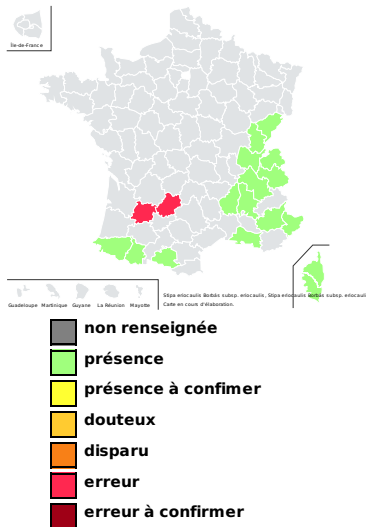 Île-de-France
Guadeloupe Martinique Guyane La Réunion Mayotte
Stipa eriocaulis Borbás subsp. eriocaulis, Stipa eriocaulis Borbás subsp. eriocauli
Carte en cours d'élaboration.
non renseignée
présence
présence à confimer
douteux
disparu
erreur
erreur à confirmer